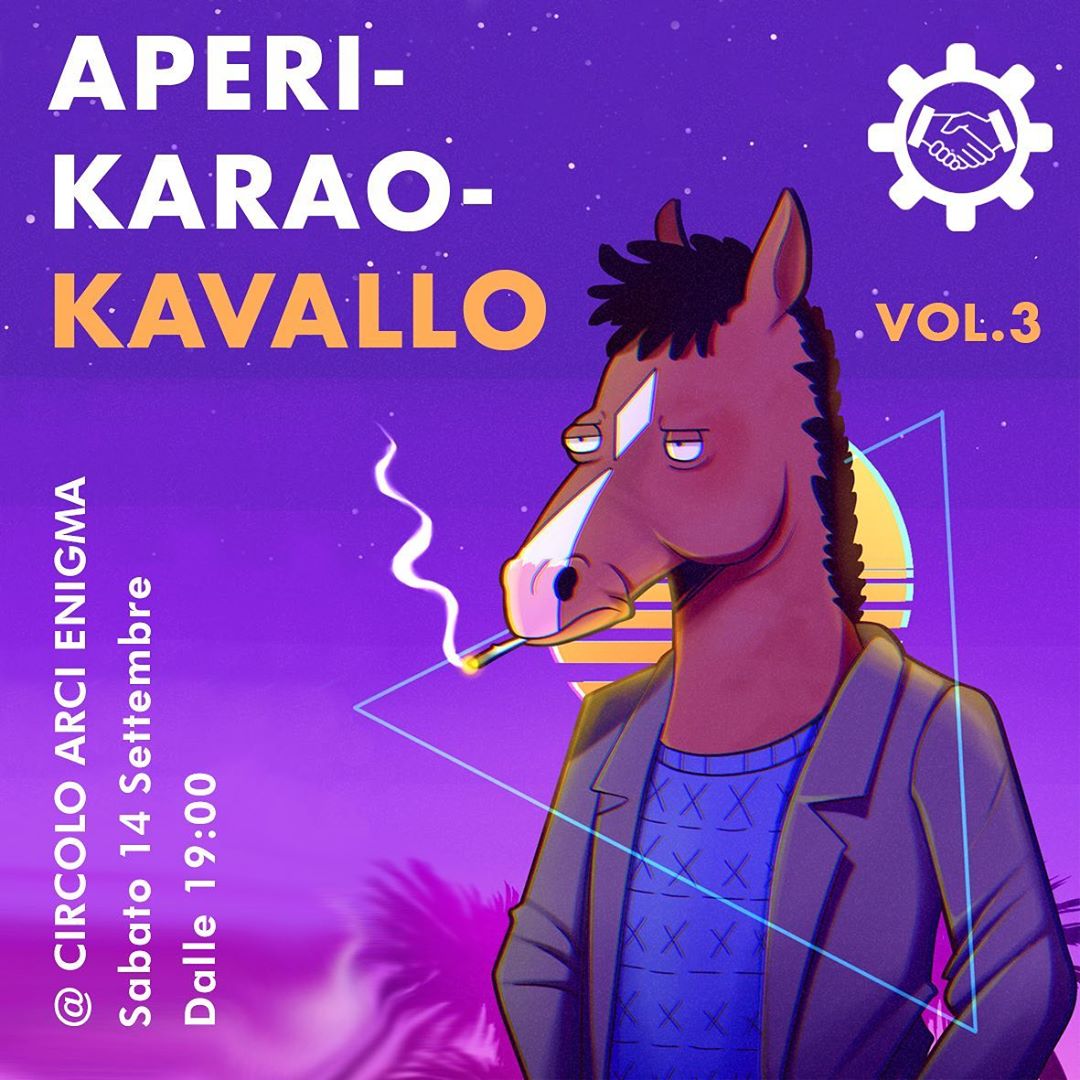 APERI-
KARAO-
KAVALLO
VOL.3
@ CIRCOLO ARCI ENIGMA
Sabato 14 Settembre
Dalle 19:00